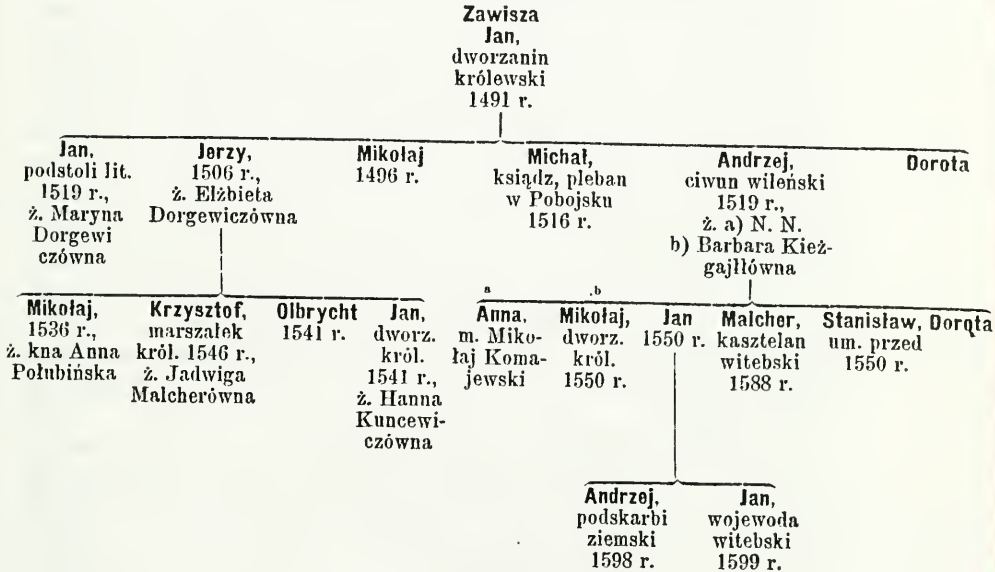 Zawisza
Jan,
dworzanin
królewski
1491 r.
Jan,
podstoli lit.
1519 r.,
ż. Maryna
Dorgewi
czówna
Jerzy,
1506 r.,
ż. Elżbieta
Dorgewiczówna
Mikołaj
1496 r.
Michał,
ksiądz, pleban
w Pobojsku
1516 r.
Andrzej,
ciwun wileński
1519 r.,
ż. a) N. N.
b) Barbara Kież-
gajłłówna
Dorota
Mikołaj,
1536 r.,
ż. kna Anna
Połubińska
Krzysztof,
marszałek
król. 1546 r.,
ż. Jadwiga
Malcherówna
Olbrycht
1541 r.
Jan,
dworz.
król.
1541 r.,
ż. Hanna
Kuncewi-
czówna
a
Anna,
m. Miko-
łaj Koma-
jewski
b
Mikołaj,
dworz.
król.
1550 r.
Jan
1550 r.
Malcher,
kasztelan
witebski
1588 r.
Stanisław,
um. przed
1550 r.
Dorota
Andrzej,
podskarbi
ziemski
1598 r.
Jan,
wojewoda
witebski
1599 r.